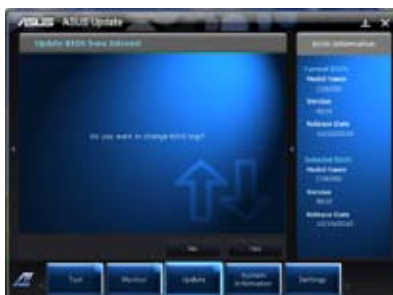 ASUS ASUS Update
Update BIOS from Internet
BIOS Information
Current BIOS:
Model Name
Version
Release Date
Do you want to change BIOS logo?
Selected BIOS:
Model Name
Version
Release Date
No Yes
Tool Monitor Update System Information Settings